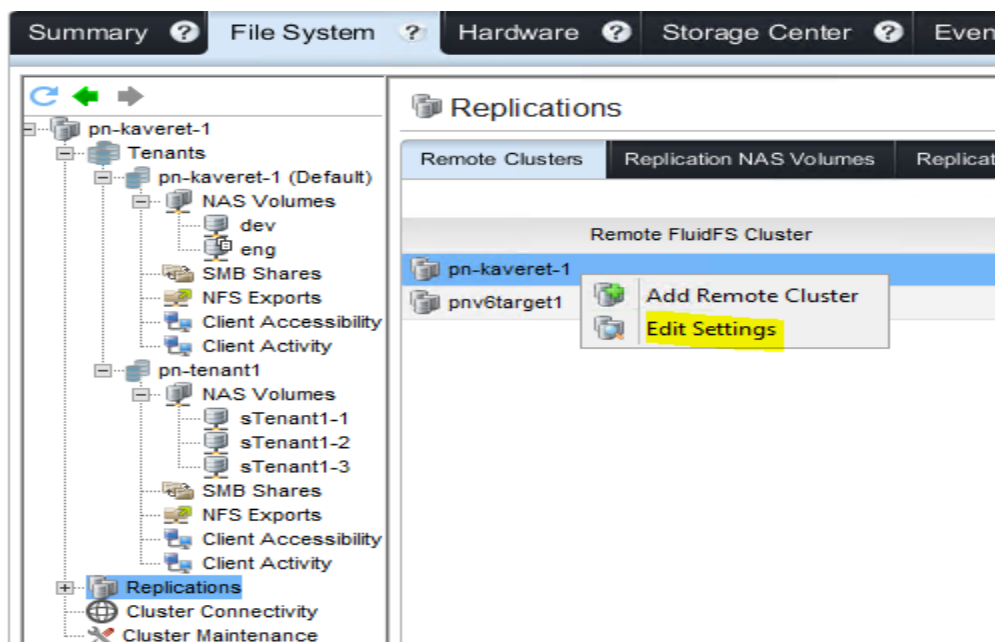 Summary ? File System ? Hardware ? Storage Center ? Even
pn-kaveret-1
Tenants
pn-kaveret-1 (Default)
NAS Volumes
dev
eng
SMB Shares
NFS Exports
Client Accessibility
Client Activity
pn-tenant1
NAS Volumes
sTenant1-1
sTenant1-2
sTenant1-3
SMB Shares
NFS Exports
Client Accessibility
Client Activity
Replications
Cluster Connectivity
Cluster Maintenance
Replications
Remote Clusters Replication NAS Volumes Replicat
Remote FluidFS Cluster
pn-kaveret-1
pnv6target1
Add Remote Cluster
Edit Settings